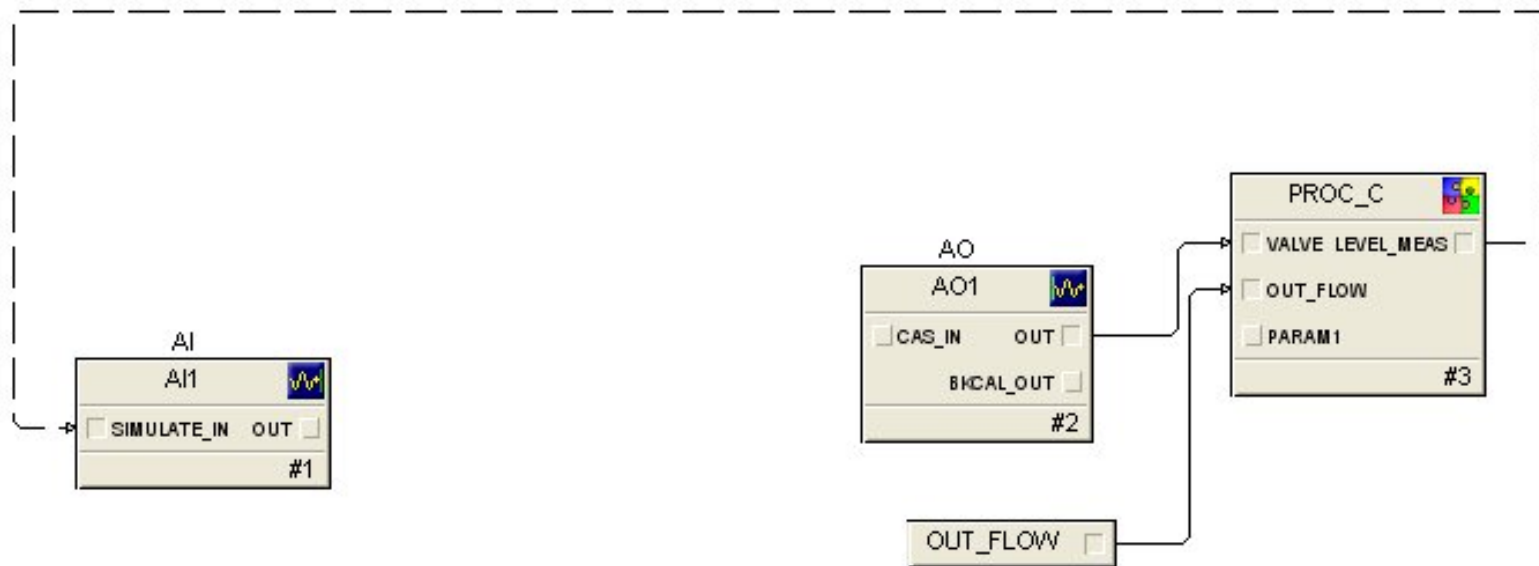 PROC_C
VALVE LEVEL_MEAS
OUT_FLOW
PARAM1
#3
AO
AO1
CAS_IN OUT
BKCAL_OUT
#2
AI
AI1
SIMULATE_IN OUT
#1
OUT_FLOW